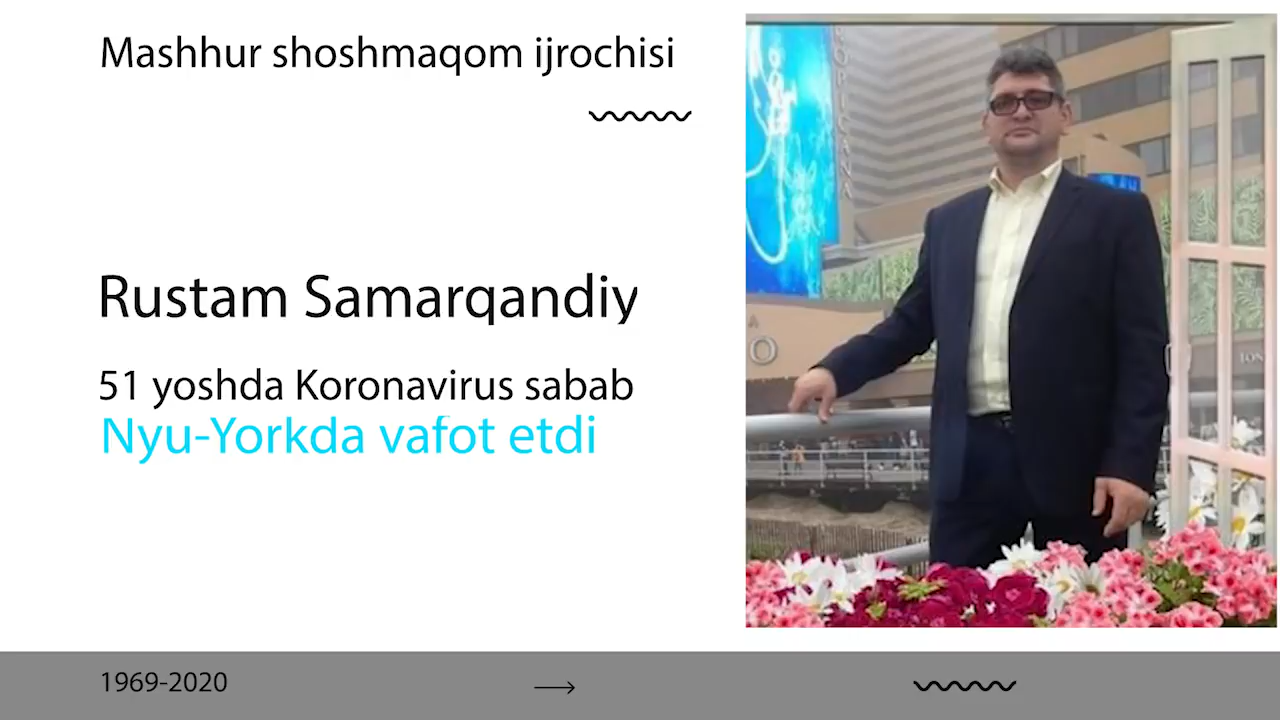 Mashhur shoshmaqom ijrochisi
Rustam Samarqandiy
51 yoshda Koronavirus sabab
Nyu-Yorkda vafot etdi
1969-2020